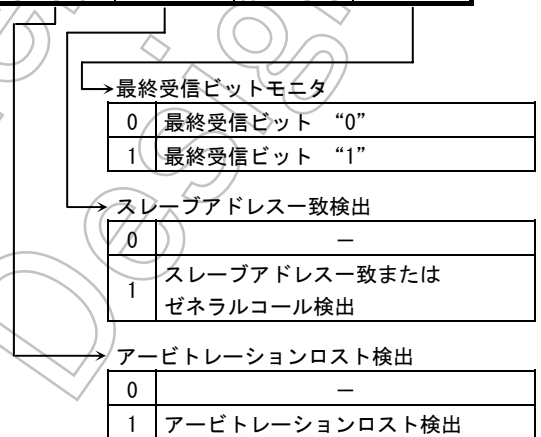 最終受信ビットモニタ
0 最終受信ビット “0”
1 最終受信ビット “1”
スレーブアドレス一致検出
0 －
1 スレーブアドレス一致または
ゼネラルコール検出
アービトレーションロスト検出
0 －
1 アービトレーションロスト検出